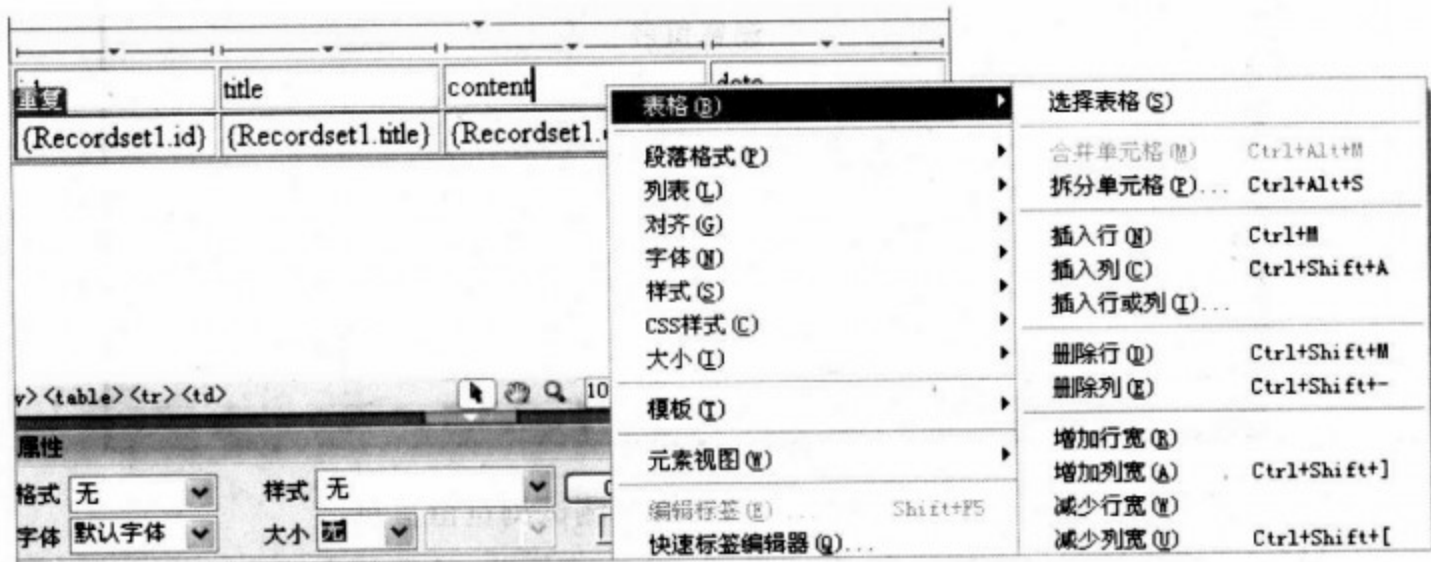 title
content
重复
{Recordset1.id}
{Recordset1.title}
{Recordset1.
表格(B)
段落格式(P)
列表(L)
对齐(G)
字体(N)
样式(S)
CSS样式(C)
大小(I)
模板(T)
元素视图(W)
编辑标签(E)... Shift+F5
快速标签编辑器(Q)...
选择表格(S)
合并单元格(M) Ctrl+Alt+M
拆分单元格(P)... Ctrl+Alt+S
插入行(N) Ctrl+M
插入列(C) Ctrl+Shift+A
插入行或列(I)...
删除行(D) Ctrl+Shift+M
删除列(E) Ctrl+Shift+-
增加行宽(R)
增加列宽(A) Ctrl+Shift+]
减少行宽(W)
减少列宽(U) Ctrl+Shift+[
y><table><tr><td>
10
属性
格式 无 样式 无
字体 默认字体 大小